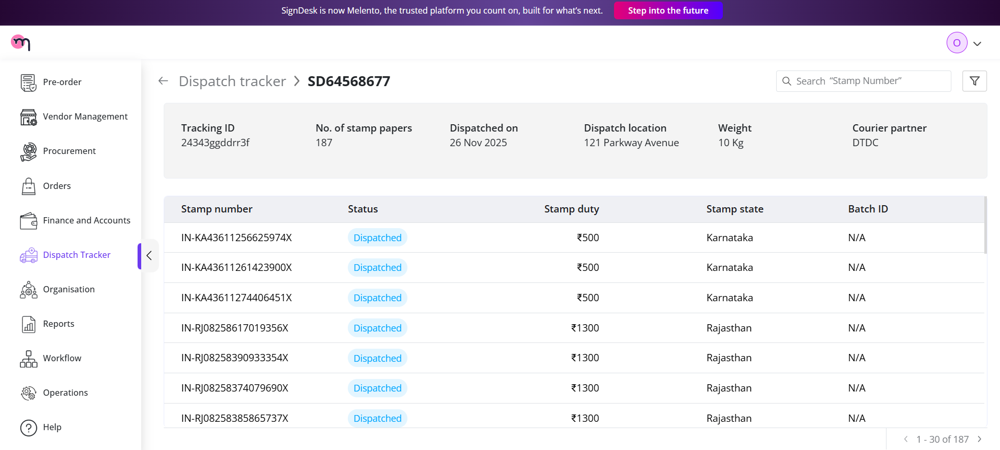 SignDesk is now Melento, the trusted platform you count on, built for what’s next. Step into the future
O
Pre-order
Vendor Management
Procurement
Orders
Finance and Accounts
Dispatch Tracker
Organisation
Reports
Workflow
Operations
Help
Dispatch tracker > SD64568677
Search “Stamp Number”
Tracking ID No. of stamp papers Dispatched on Dispatch location Weight Courier partner
24343ggddrr3f 187 26 Nov 2025 121 Parkway Avenue 10 Kg DTDC
Stamp number Status Stamp duty Stamp state Batch ID
IN-KA43611256625974X Dispatched ₹500 Karnataka N/A
IN-KA43611261423900X Dispatched ₹500 Karnataka N/A
IN-KA43611274406451X Dispatched ₹500 Karnataka N/A
IN-RJ08258617019356X Dispatched ₹1300 Rajasthan N/A
IN-RJ08258390933354X Dispatched ₹1300 Rajasthan N/A
IN-RJ08258374079690X Dispatched ₹1300 Rajasthan N/A
IN-RJ08258385865737X Dispatched ₹1300 Rajasthan N/A
1 - 30 of 187